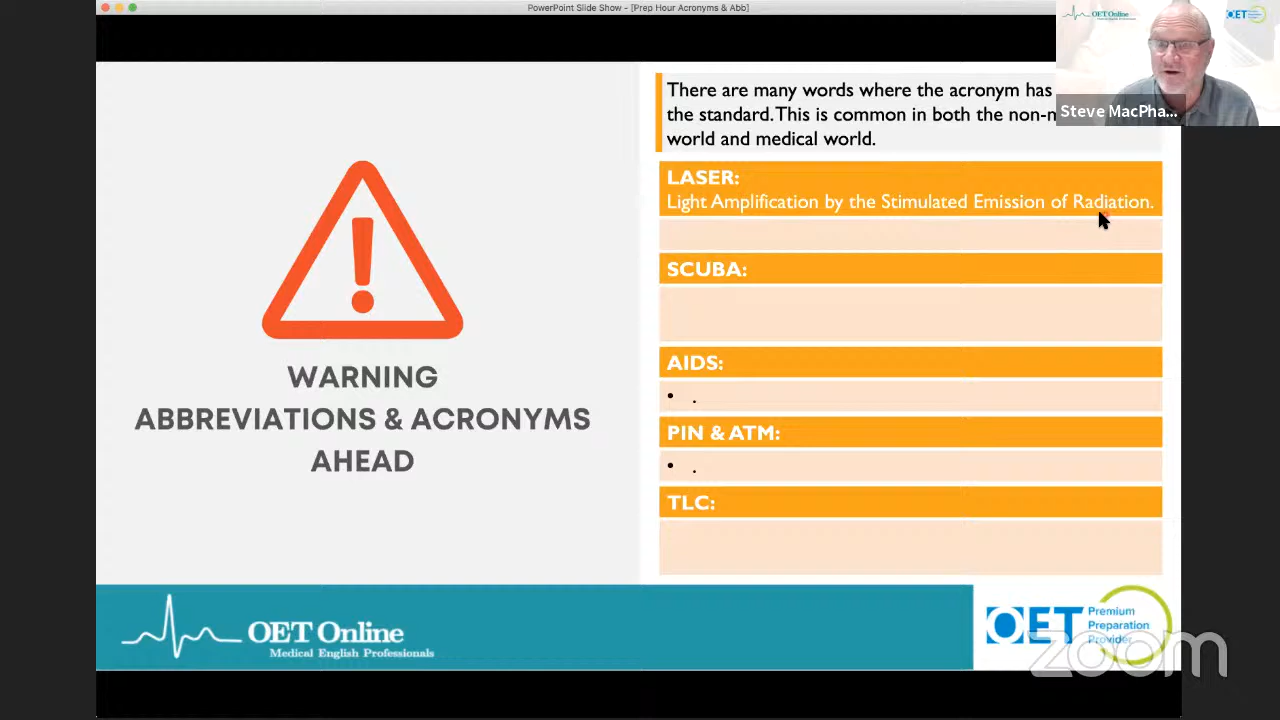 PowerPoint Slide Show - [Prep Hour Acronyms & Abb]
OET Online
OET
Steve MacPha...
There are many words where the acronym has
the standard. This is common in both the non-m
world and medical world.
LASER:
Light Amplification by the Stimulated Emission of Radiation.
SCUBA:
AIDS:
• .
PIN & ATM:
• .
TLC:
WARNING
ABBREVIATIONS & ACRONYMS
AHEAD
OET Online
Medical English Professionals
OET
Premium
Preparation
Provider
zoom